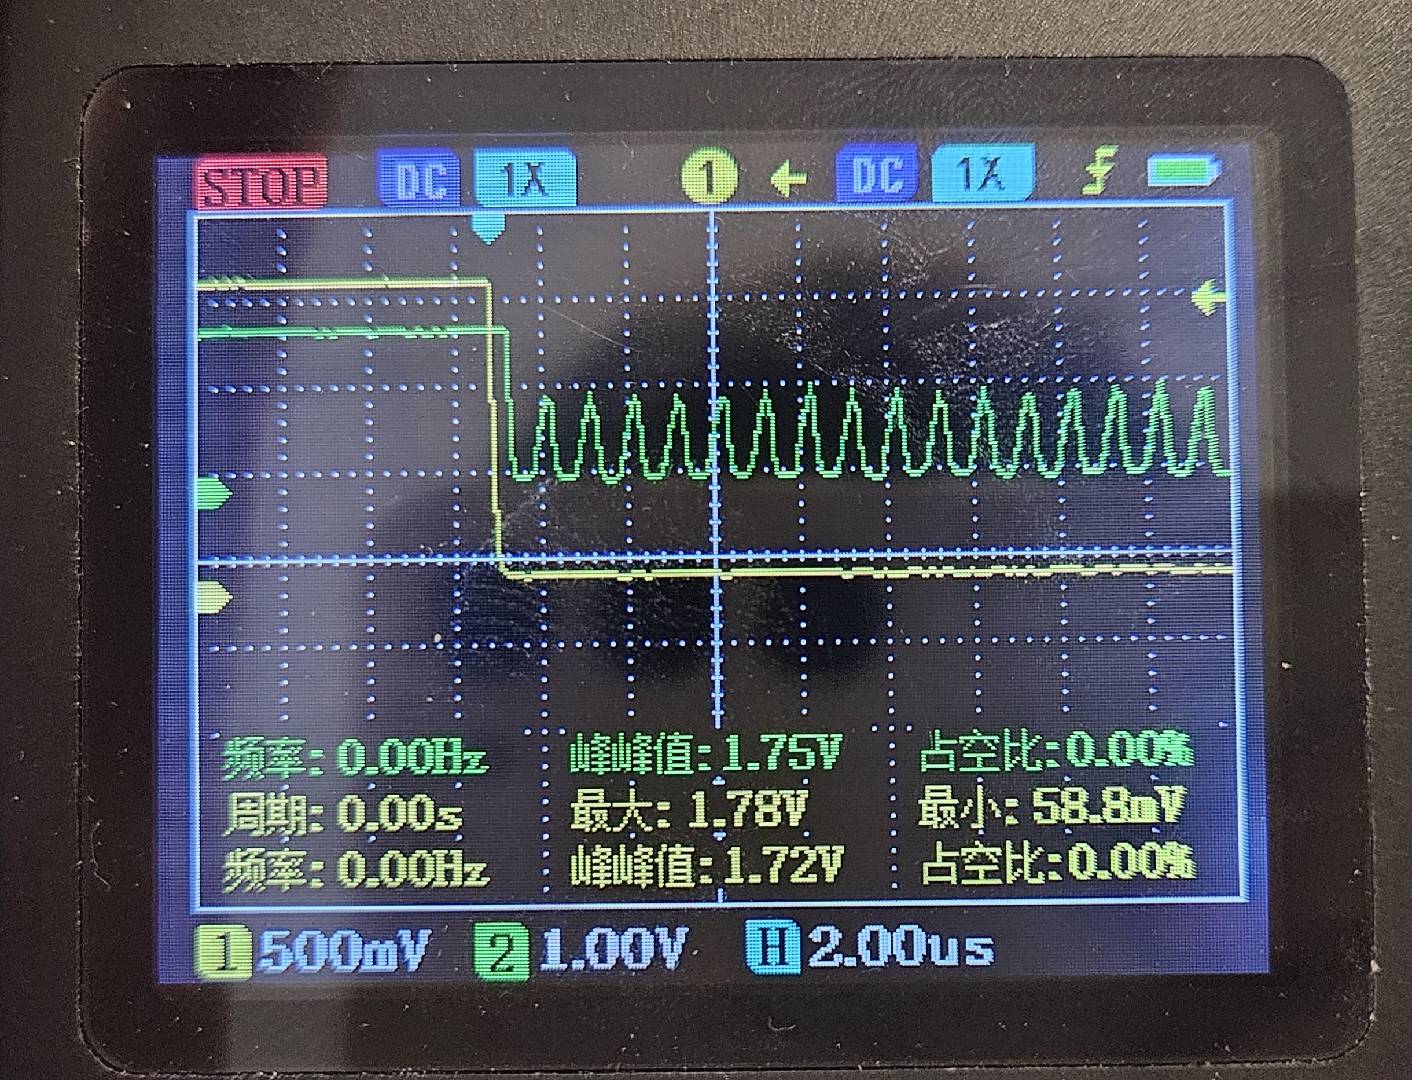 STOP DC 1X 1 DC 1X
频率: 0.00Hz 峰峰值: 1.75V 占空比: 0.00%
周期: 0.00s 最大: 1.78V 最小: 58.8mV
频率: 0.00Hz 峰峰值: 1.72V 占空比: 0.00%
1 500mV 2 1.00V H 2.00us